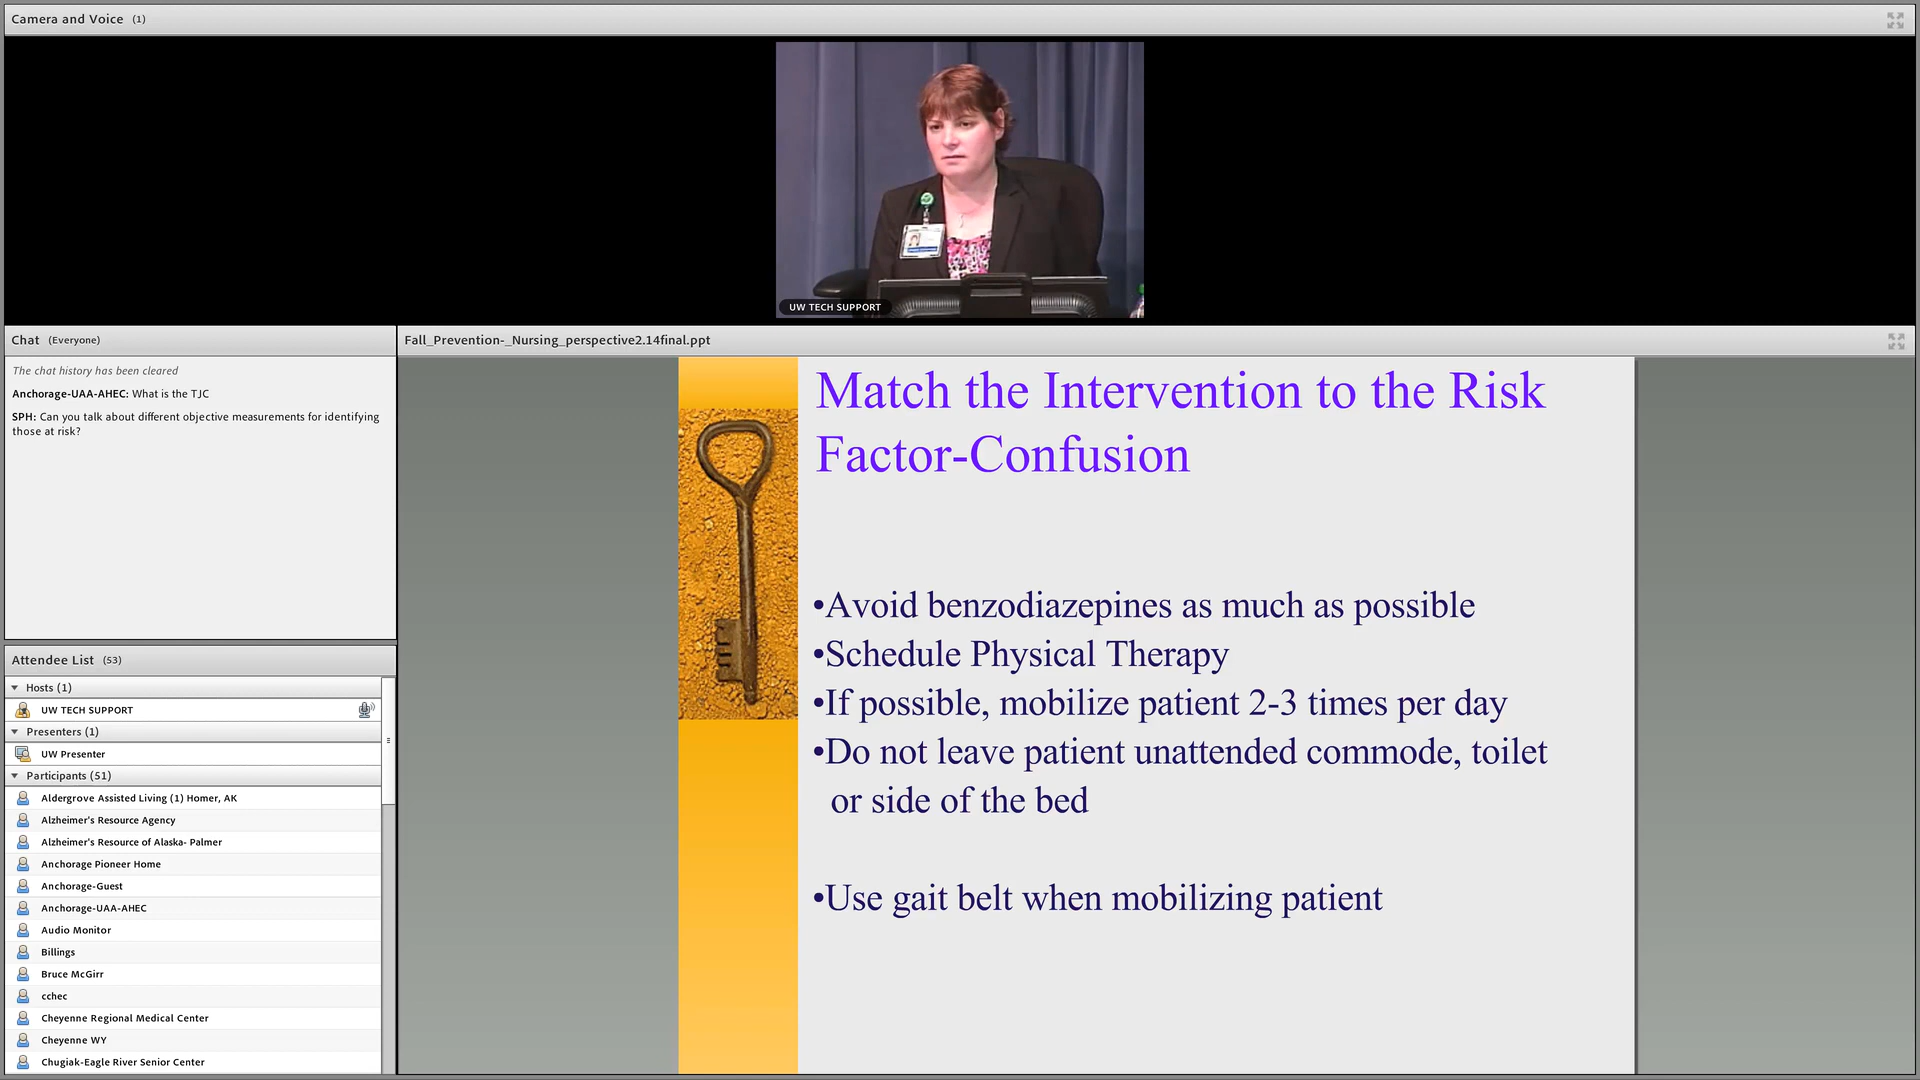 Camera and Voice (1)
UW TECH SUPPORT
Chat (Everyone)
The chat history has been cleared
Anchorage-UAA-AHEC: What is the TJC
SPH: Can you talk about different objective measurements for identifying
those at risk?
Attendee List (53)
Hosts (1)
UW TECH SUPPORT
Presenters (1)
UW Presenter
Participants (51)
Aldergrove Assisted Living (1) Homer, AK
Alzheimer's Resource Agency
Alzheimer's Resource of Alaska- Palmer
Anchorage Pioneer Home
Anchorage-Guest
Anchorage-UAA-AHEC
Audio Monitor
Billings
Bruce McGirr
cchec
Cheyenne Regional Medical Center
Cheyenne WY
Chugiak-Eagle River Senior Center
Fall_Prevention-_Nursing_perspective2.14final.ppt
Match the Intervention to the Risk
Factor-Confusion
•Avoid benzodiazepines as much as possible
•Schedule Physical Therapy
•If possible, mobilize patient 2-3 times per day
•Do not leave patient unattended commode, toilet
or side of the bed
•Use gait belt when mobilizing patient